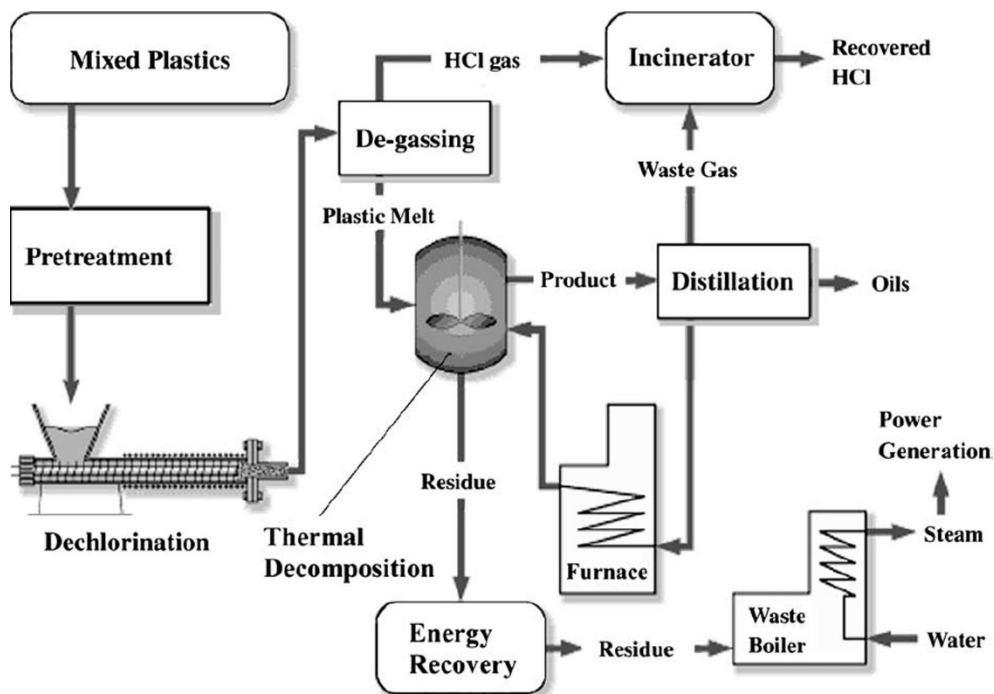 Mixed Plastics
HCl gas
Incinerator
Recovered
HCl
De-gassing
Waste Gas
Plastic Melt
Pretreatment
Product
Distillation
Oils
Power
Generation
Residue
Dechlorination
Thermal
Decomposition
Furnace
Steam
Energy
Recovery
Residue
Waste
Boiler
Water